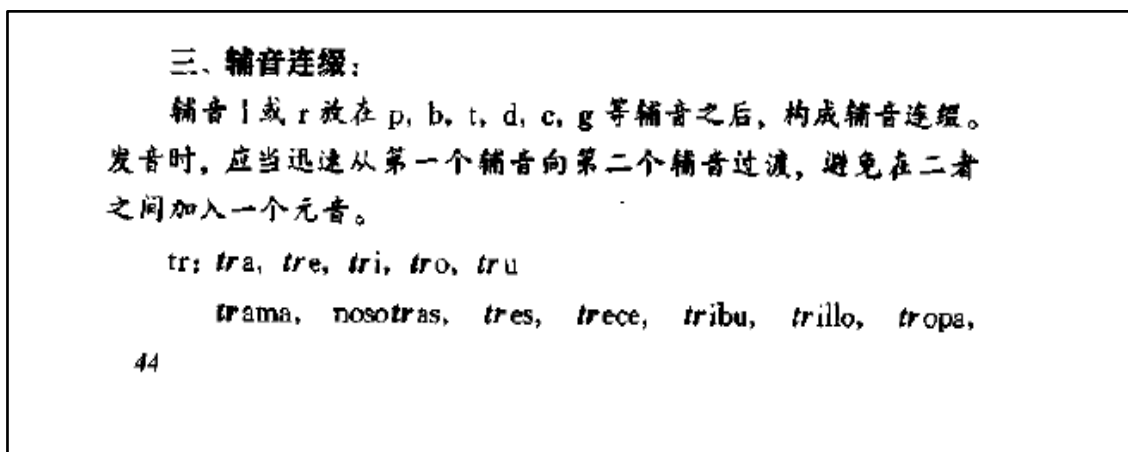 三、辅音连缀：
辅音 l 或 r 放在 p, b, t, d, c, g 等辅音之后，构成辅音连缀。
发音时，应当迅速从第一个辅音向第二个辅音过渡，避免在二者
之间加入一个元音。
tr: tra, tre, tri, tro, tru
trama, nosotras, tres, trece, tribu, trillo, tropa,
44